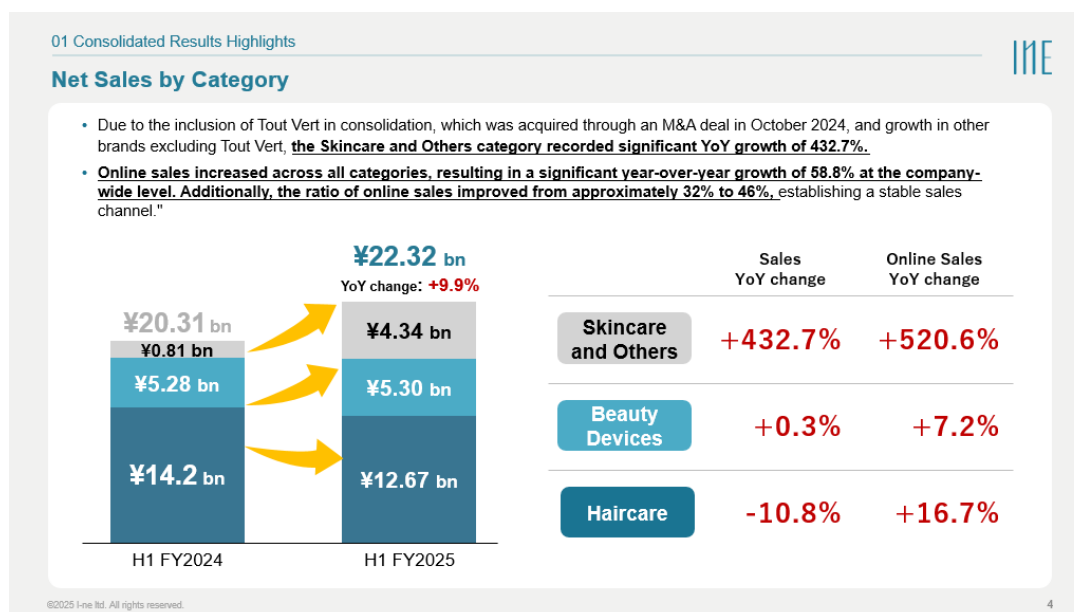 01 Consolidated Results Highlights
INE
Net Sales by Category
• Due to the inclusion of Tout Vert in consolidation, which was acquired through an M&A deal in October 2024, and growth in other
brands excluding Tout Vert, the Skincare and Others category recorded significant YoY growth of 432.7%.
• Online sales increased across all categories, resulting in a significant year-over-year growth of 58.8% at the company-
wide level. Additionally, the ratio of online sales improved from approximately 32% to 46%, establishing a stable sales
channel."
¥22.32 bn
YoY change: +9.9%
¥20.31 bn
¥0.81 bn
¥5.28 bn
¥14.2 bn
H1 FY2024
¥4.34 bn
¥5.30 bn
¥12.67 bn
H1 FY2025
Sales
YoY change
Online Sales
YoY change
Skincare
and Others
+432.7%
+520.6%
Beauty
Devices
+0.3%
+7.2%
Haircare
-10.8%
+16.7%
©2025 I-ne ltd. All rights reserved.
4